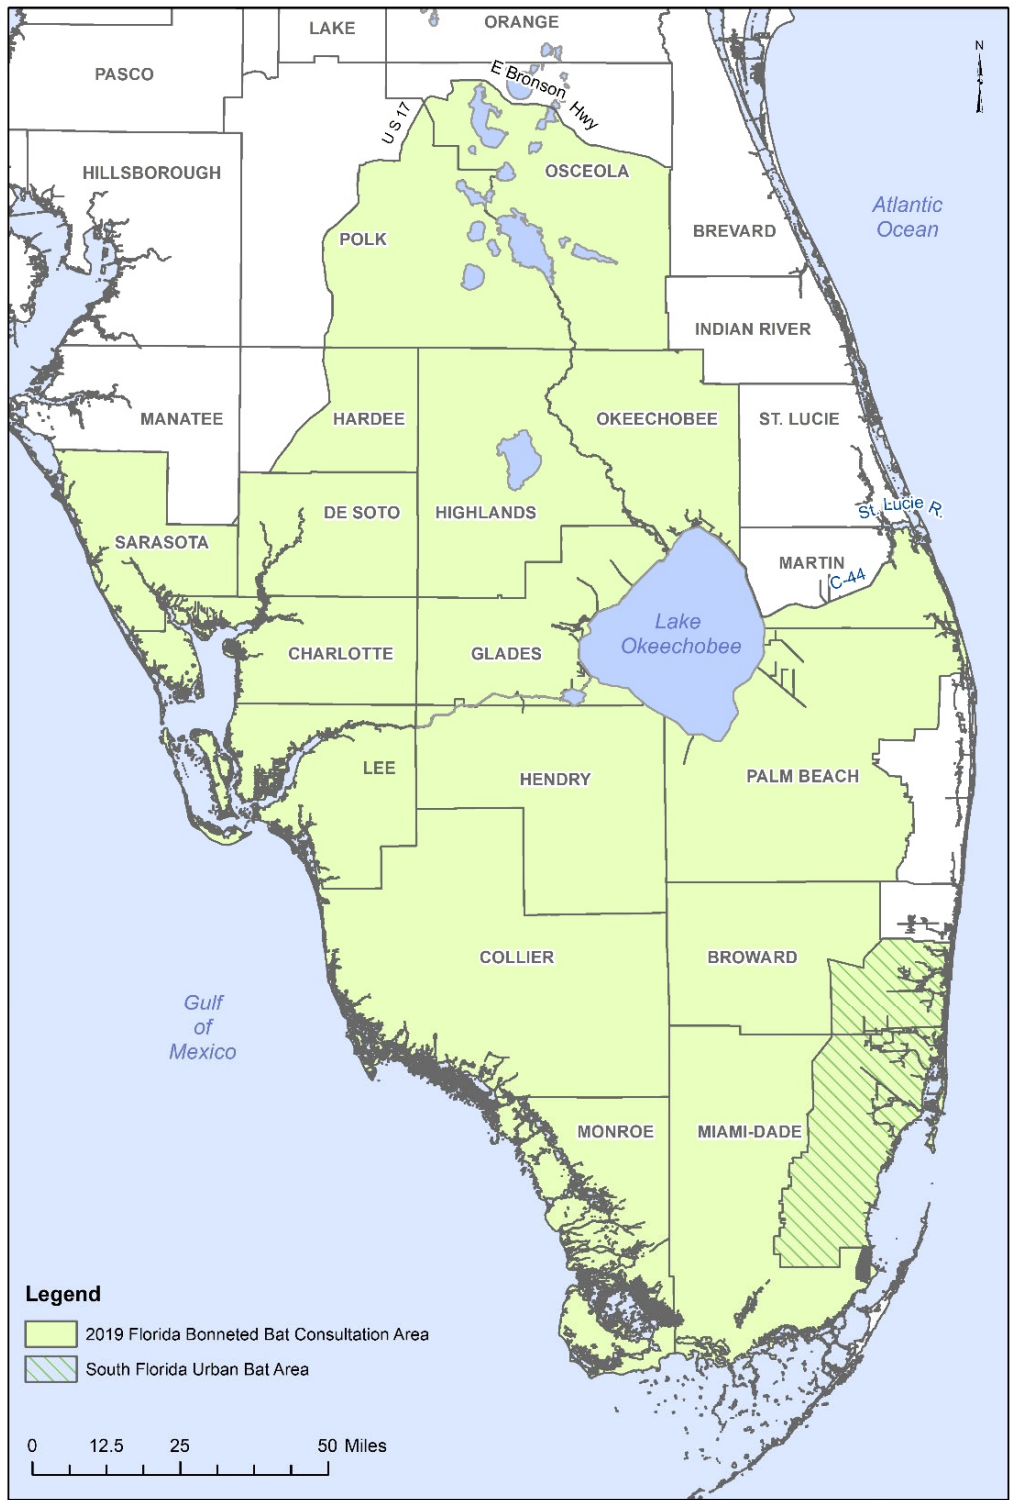 LAKE
ORANGE
PASCO
N
E Bronson Hwy
U S 17
HILLSBOROUGH
OSCEOLA
Atlantic
Ocean
POLK
BREVARD
INDIAN RIVER
MANATEE
HARDEE
OKEECHOBEE
ST. LUCIE
DE SOTO
HIGHLANDS
St. Lucie R.
SARASOTA
MARTIN
C-44
Lake
Okeechobee
CHARLOTTE
GLADES
LEE
HENDRY
PALM BEACH
COLLIER
BROWARD
Gulf
of
Mexico
MONROE
MIAMI-DADE
Legend
2019 Florida Bonneted Bat Consultation Area
South Florida Urban Bat Area
0 12.5 25 50 Miles